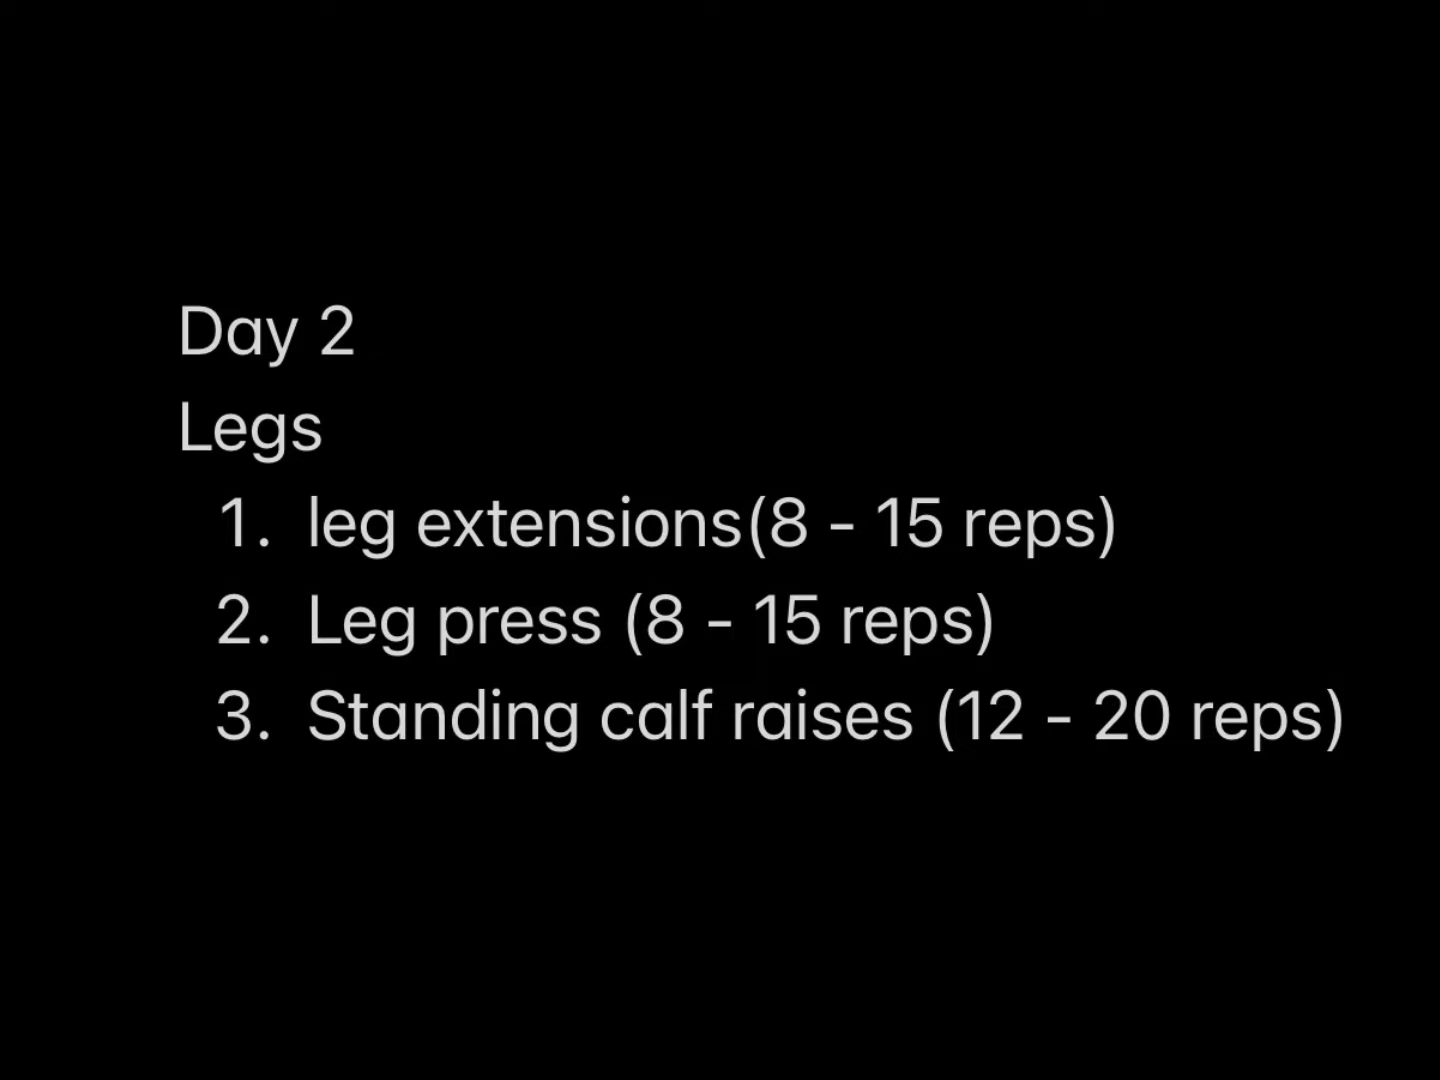 Day 2
Legs
1. leg extensions(8 - 15 reps)
2. Leg press (8 - 15 reps)
3. Standing calf raises (12 - 20 reps)